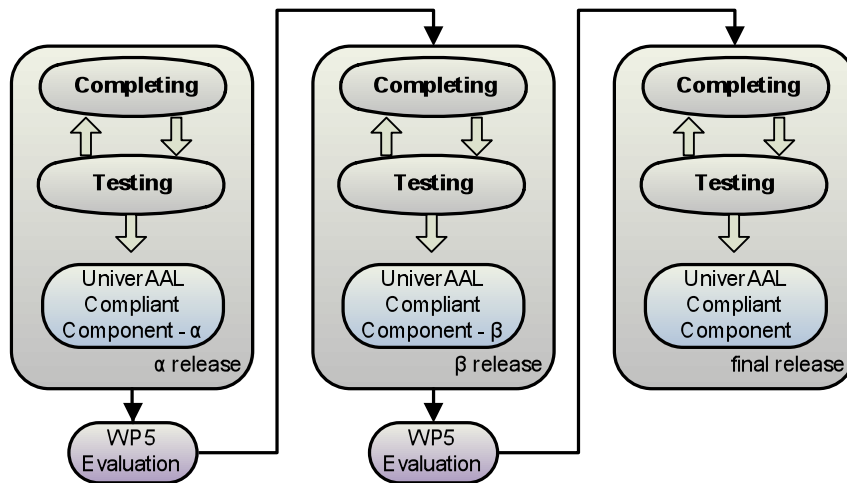 Completing
Testing
UniverAAL
Compliant
Component - α
α release
WP5
Evaluation
Completing
Testing
UniverAAL
Compliant
Component - β
β release
WP5
Evaluation
Completing
Testing
UniverAAL
Compliant
Component
final release